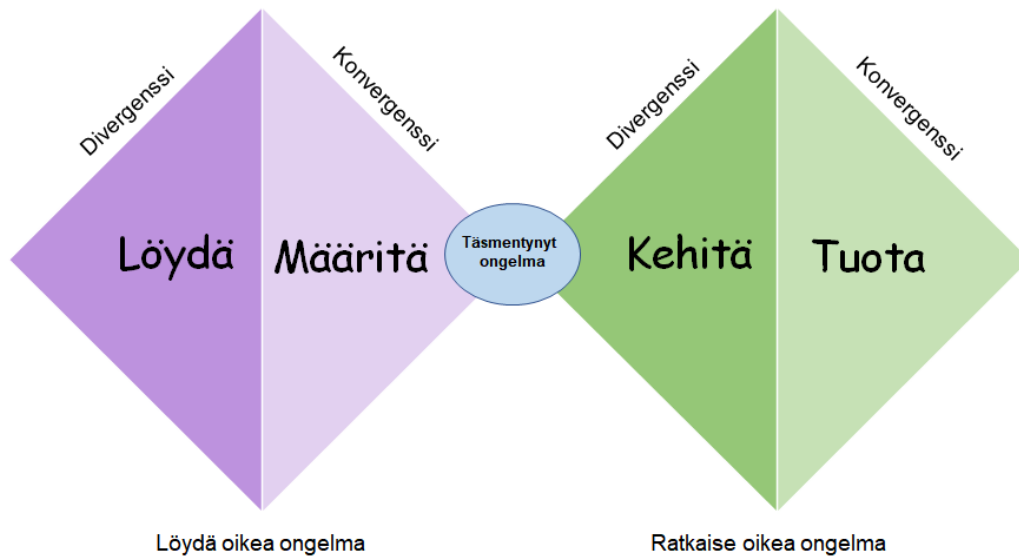 Divergenssi
Konvergenssi
Divergenssi
Konvergenssi
Löydä
Määritä
Täsmentynyt
ongelma
Kehitä
Tuota
Löydä oikea ongelma
Ratkaise oikea ongelma